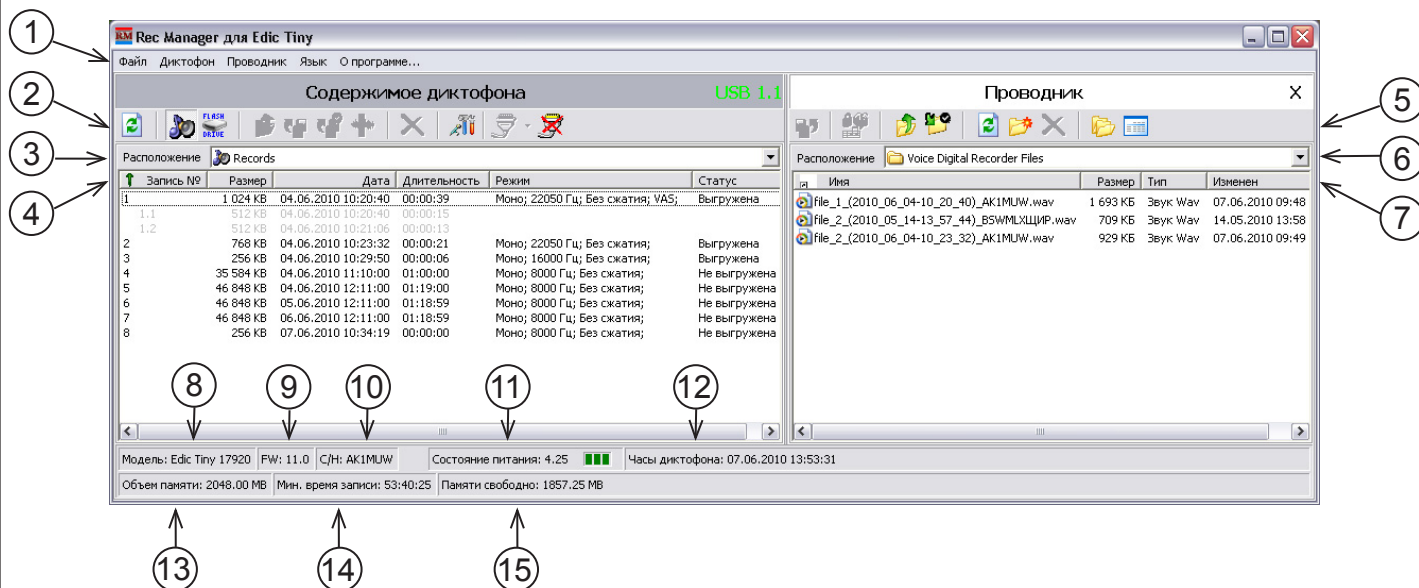 1
RM Rec Manager для Edic Tiny
Файл Диктофон Проводник Язык О программе...
2
Содержимое диктофона USB 1.1
Проводник X
5
FLASH DRIVE
3
Расположение Records
Расположение Voice Digital Recorder Files
6
4
Запись № Размер Дата Длительность Режим Статус
1 1 024 KB 04.06.2010 10:20:40 00:00:39 Моно; 22050 Гц; Без сжатия; VAS; Выгружена
1.1 512 KB 04.06.2010 10:20:40 00:00:15
1.2 512 KB 04.06.2010 10:21:06 00:00:13
2 768 KB 04.06.2010 10:23:32 00:00:21 Моно; 22050 Гц; Без сжатия; Выгружена
3 256 KB 04.06.2010 10:29:50 00:00:06 Моно; 16000 Гц; Без сжатия; Выгружена
4 35 584 KB 04.06.2010 11:10:00 01:00:00 Моно; 8000 Гц; Без сжатия; Не выгружена
5 46 848 KB 04.06.2010 12:11:00 01:19:00 Моно; 8000 Гц; Без сжатия; Не выгружена
6 46 848 KB 05.06.2010 12:11:00 01:18:59 Моно; 8000 Гц; Без сжатия; Не выгружена
7 46 848 KB 06.06.2010 12:11:00 01:18:59 Моно; 8000 Гц; Без сжатия; Не выгружена
8 256 KB 07.06.2010 10:34:19 00:00:00 Моно; 8000 Гц; Без сжатия; Не выгружена
Имя Размер Тип Изменен
7
file_1_(2010_06_04-10_20_40)_AK1MUW.wav 1 693 КБ Звук Wav 07.06.2010 09:48
file_2_(2010_05_14-13_57_44)_BSWMLXЩИР.wav 709 КБ Звук Wav 14.05.2010 13:58
file_2_(2010_06_04-10_23_32)_AK1MUW.wav 929 КБ Звук Wav 07.06.2010 09:49
8 9 10 11 12
Модель: Edic Tiny 17920 FW: 11.0 С/Н: AK1MUW Состояние питания: 4.25 Часы диктофона: 07.06.2010 13:53:31
Объем памяти: 2048.00 MB Мин. время записи: 53:40:25 Памяти свободно: 1857.25 MB
13 14 15